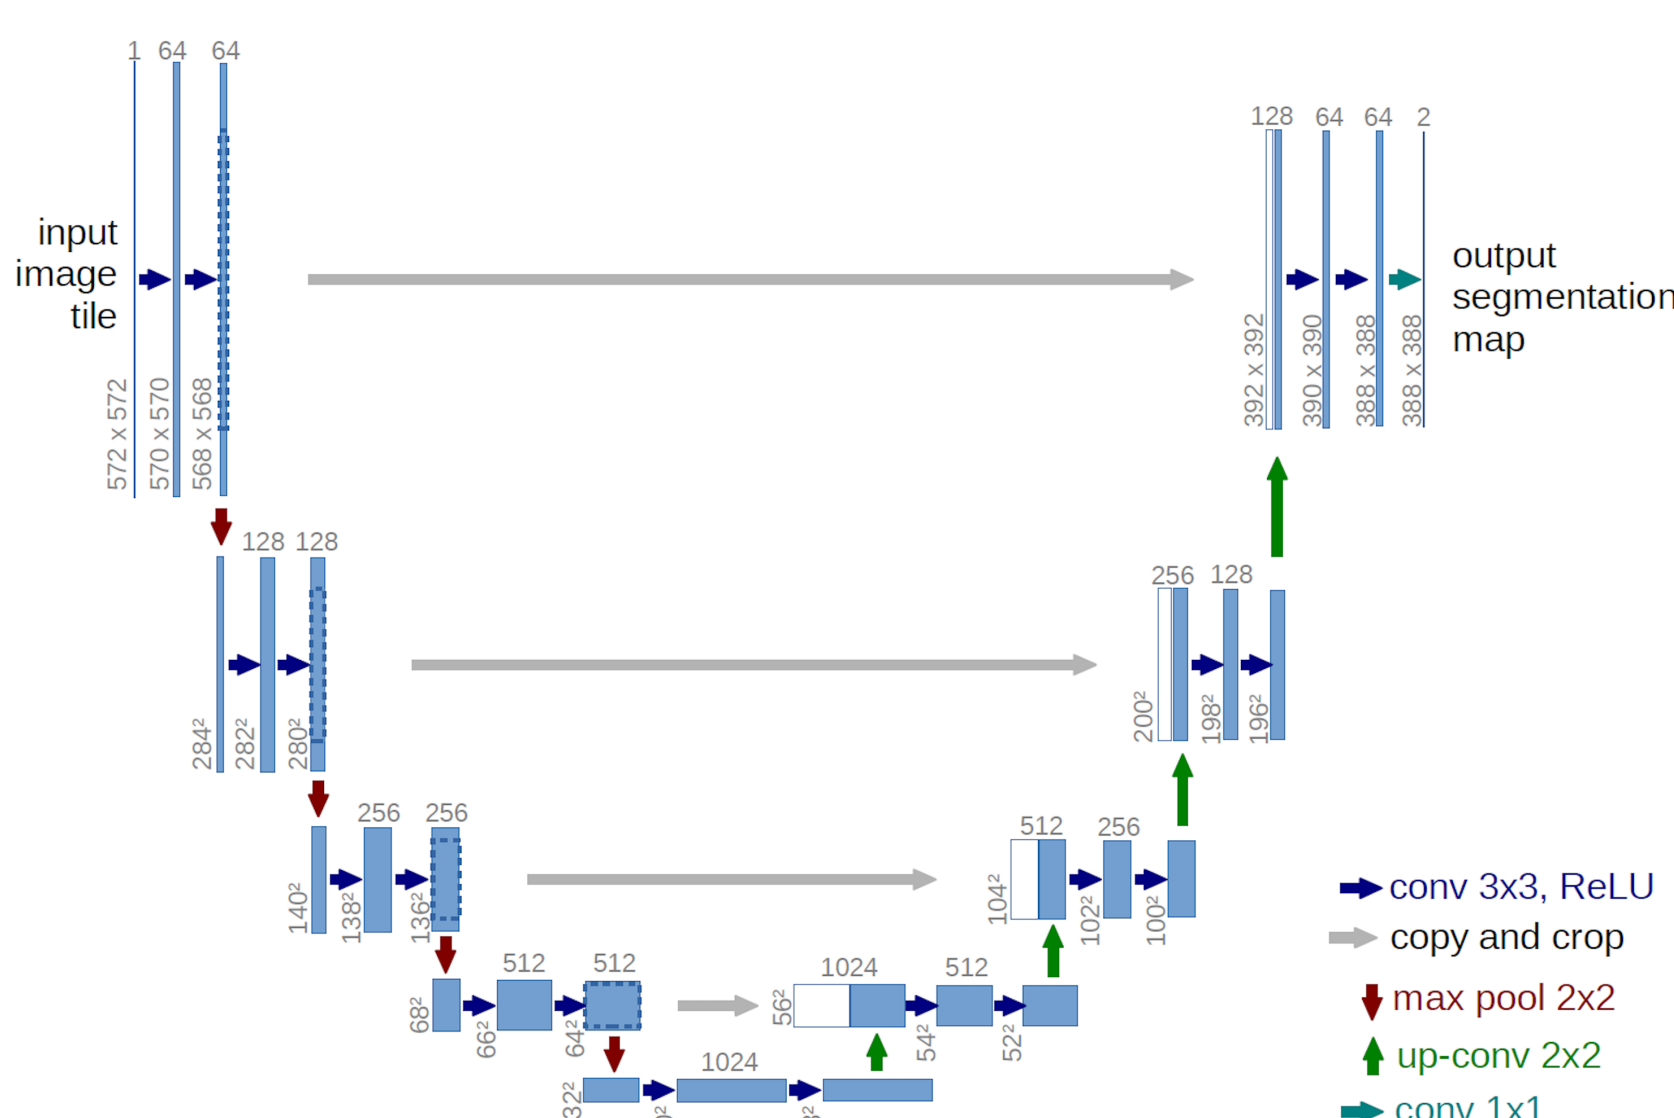 1 64 64
input
image
tile
572 x 572
570 x 570
568 x 568
128 64 64 2
output
segmentation
map
392 x 392
390 x 390
388 x 388
388 x 388
128 128
284²
282²
280²
256 128
200²
198²
196²
256 256
140²
138²
136²
512 256
104²
102²
100²
512 512
68²
66²
64²
1024 512
56²
54²
52²
1024
32²
conv 3x3, ReLU
copy and crop
max pool 2x2
up-conv 2x2
conv 1x1